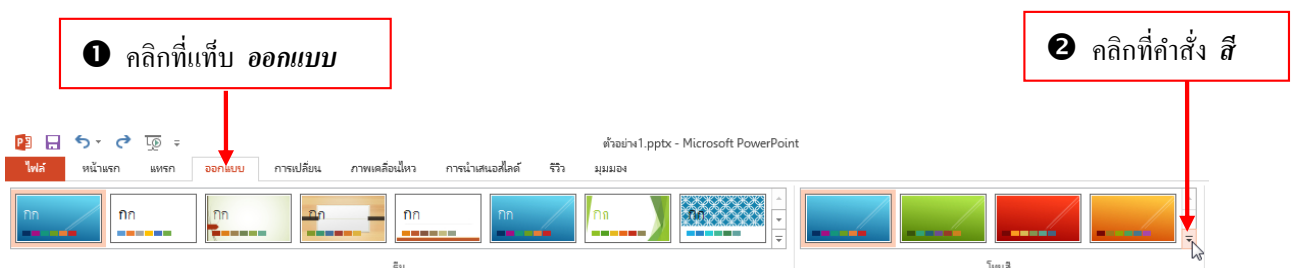 ❶ คลิกที่แท็บ ออกแบบ
❷ คลิกที่คำสั่ง สี
ตัวอย่าง1.pptx - Microsoft PowerPoint
ไฟล์ หน้าแรก แทรก ออกแบบ การเปลี่ยน ภาพเคลื่อนไหว การนำเสนอสไลด์ รีวิว มุมมอง
กก กก กก กก กก กก กก กก